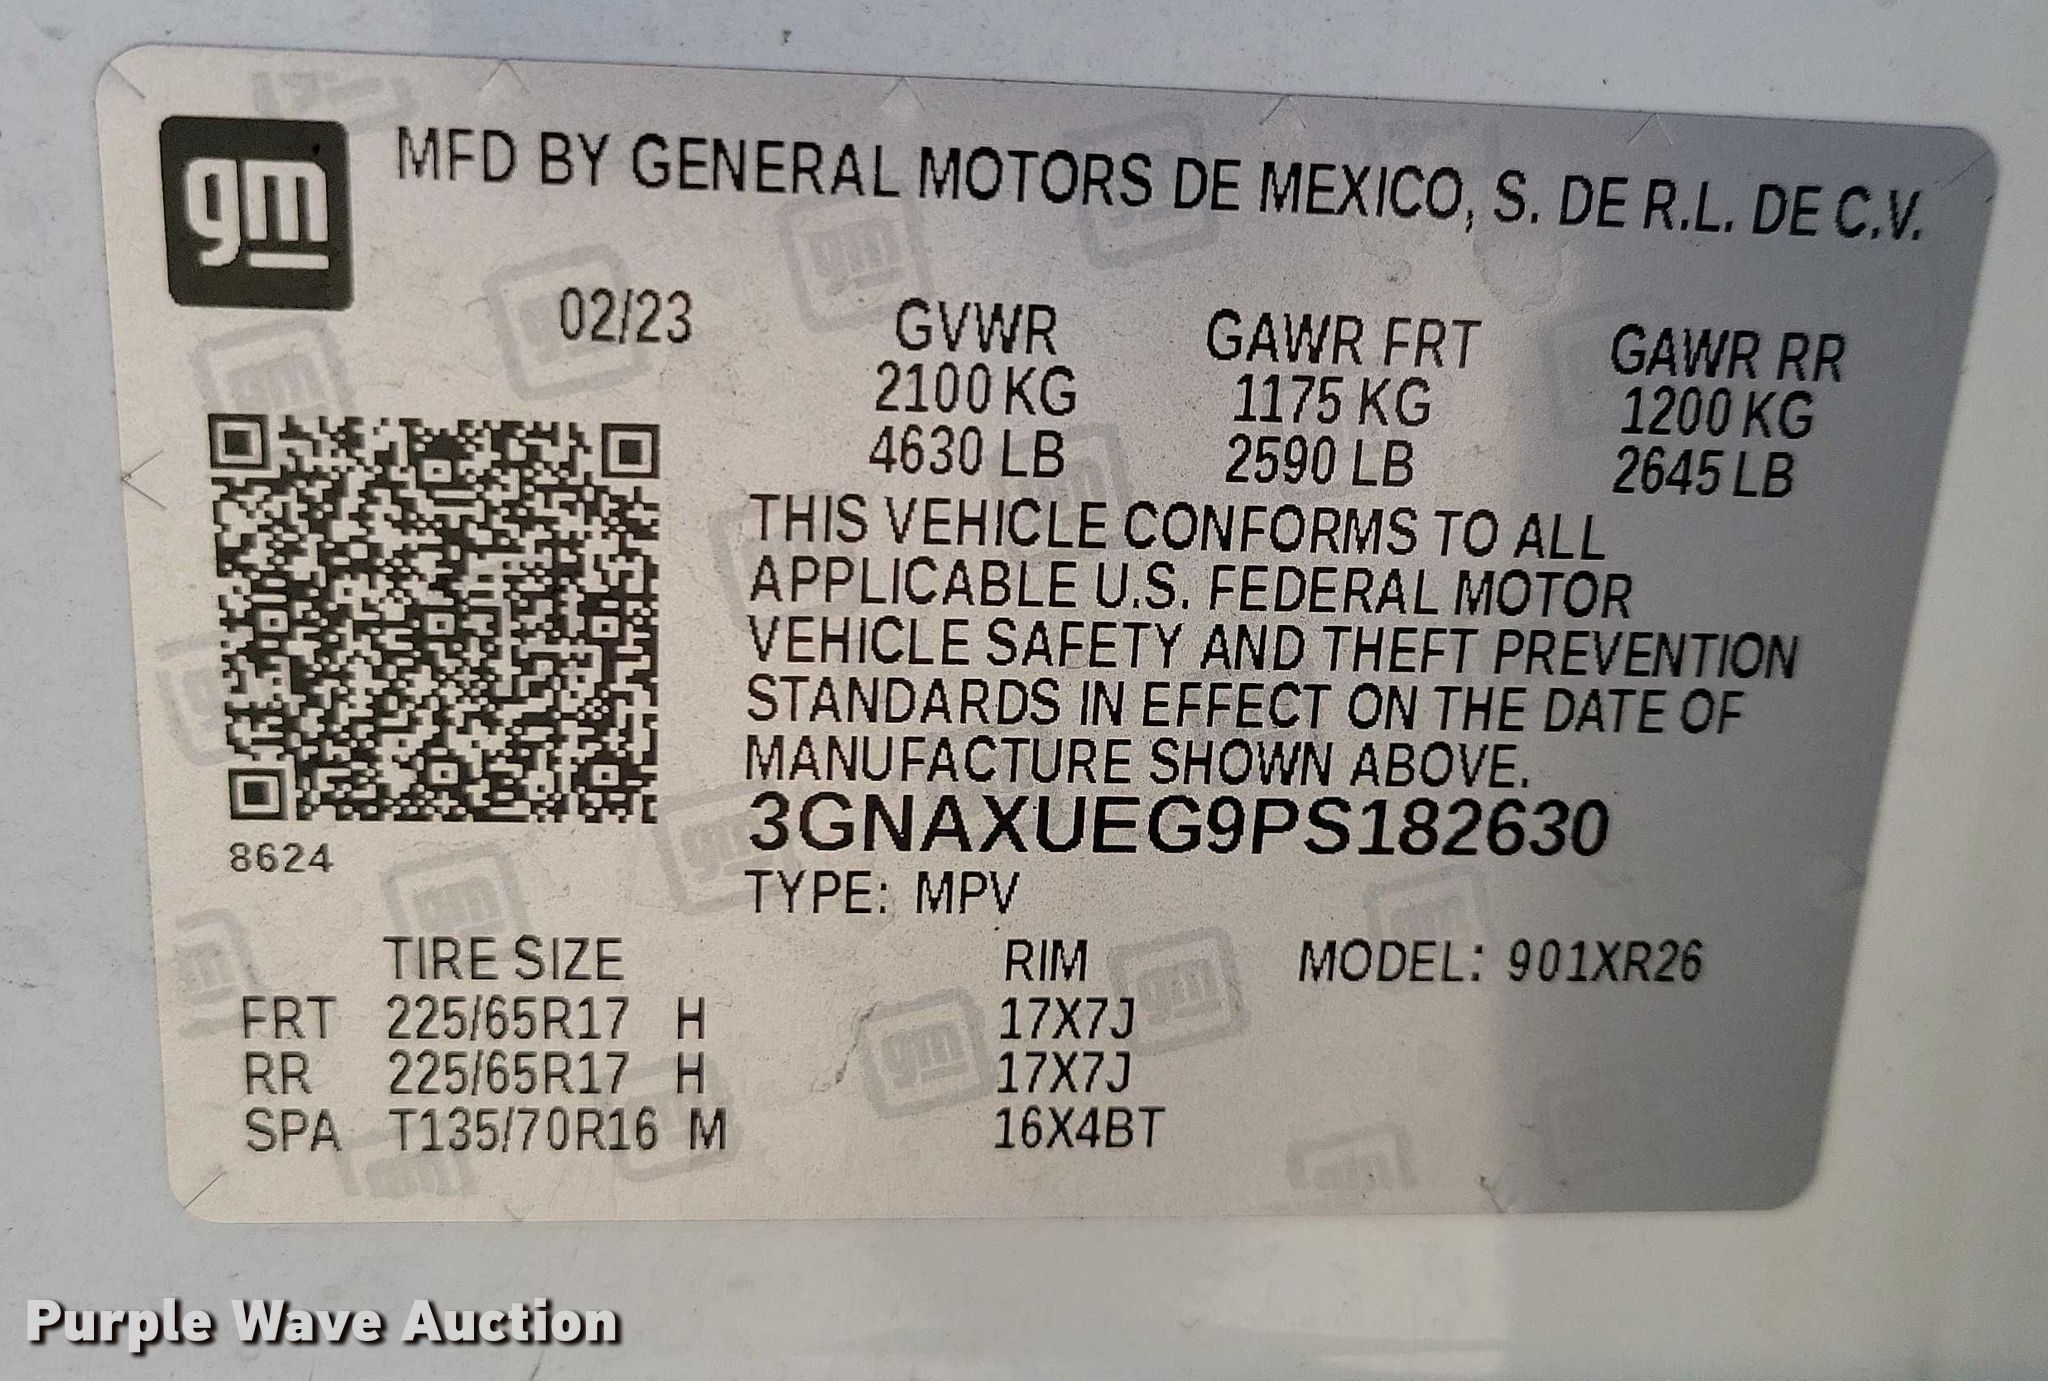 gm
MFD BY GENERAL MOTORS DE MEXICO, S. DE R.L. DE C.V.
02/23 GVWR GAWR FRT GAWR RR
2100 KG 1175 KG 1200 KG
4630 LB 2590 LB 2645 LB
THIS VEHICLE CONFORMS TO ALL
APPLICABLE U.S. FEDERAL MOTOR
VEHICLE SAFETY AND THEFT PREVENTION
STANDARDS IN EFFECT ON THE DATE OF
MANUFACTURE SHOWN ABOVE.
3GNAXUEG9PS182630
8624
TYPE: MPV
TIRE SIZE RIM MODEL: 901XR26
FRT 225/65R17 H 17X7J
RR 225/65R17 H 17X7J
SPA T135/70R16 M 16X4BT
Purple Wave Auction